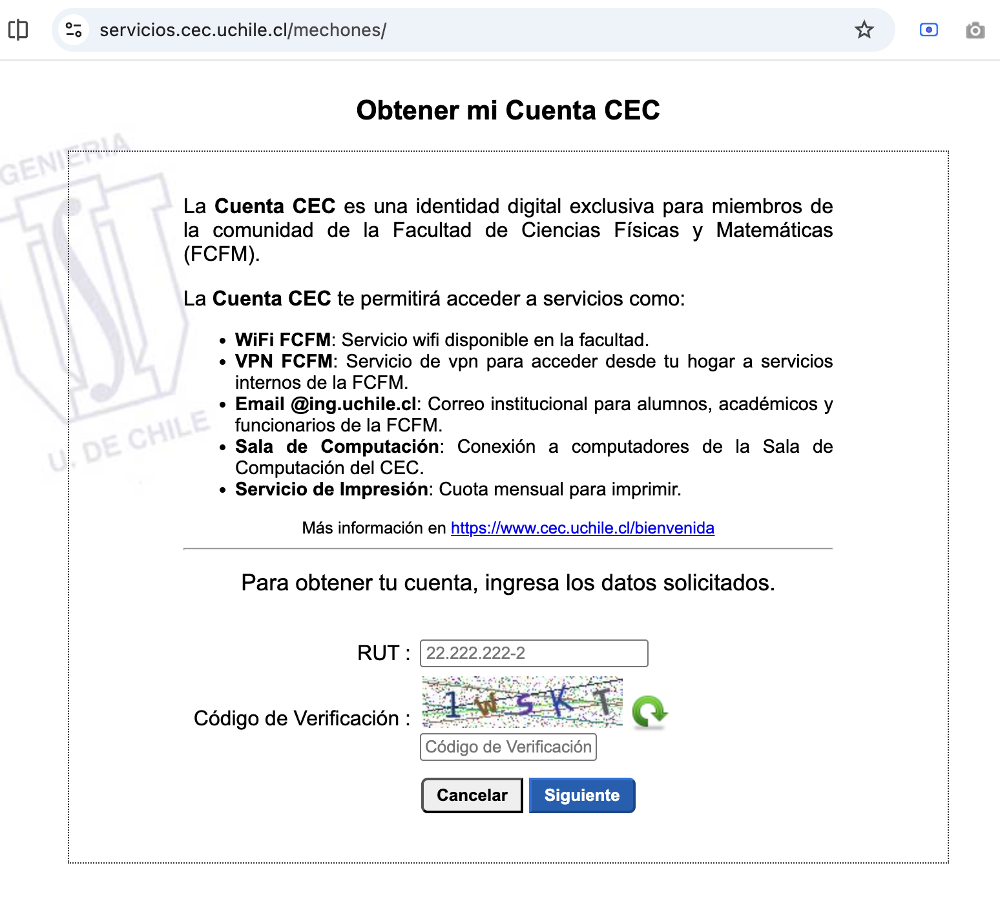 servicios.cec.uchile.cl/mechones/
Obtener mi Cuenta CEC
GENIERIA
U. DE CHILE
La Cuenta CEC es una identidad digital exclusiva para miembros de
la comunidad de la Facultad de Ciencias Físicas y Matemáticas
(FCFM).
La Cuenta CEC te permitirá acceder a servicios como:
• WiFi FCFM: Servicio wifi disponible en la facultad.
• VPN FCFM: Servicio de vpn para acceder desde tu hogar a servicios
internos de la FCFM.
• Email @ing.uchile.cl: Correo institucional para alumnos, académicos y
funcionarios de la FCFM.
• Sala de Computación: Conexión a computadores de la Sala de
Computación del CEC.
• Servicio de Impresión: Cuota mensual para imprimir.
Más información en https://www.cec.uchile.cl/bienvenida
Para obtener tu cuenta, ingresa los datos solicitados.
RUT : 22.222.222-2
Código de Verificación :
Código de Verificación
Cancelar Siguiente